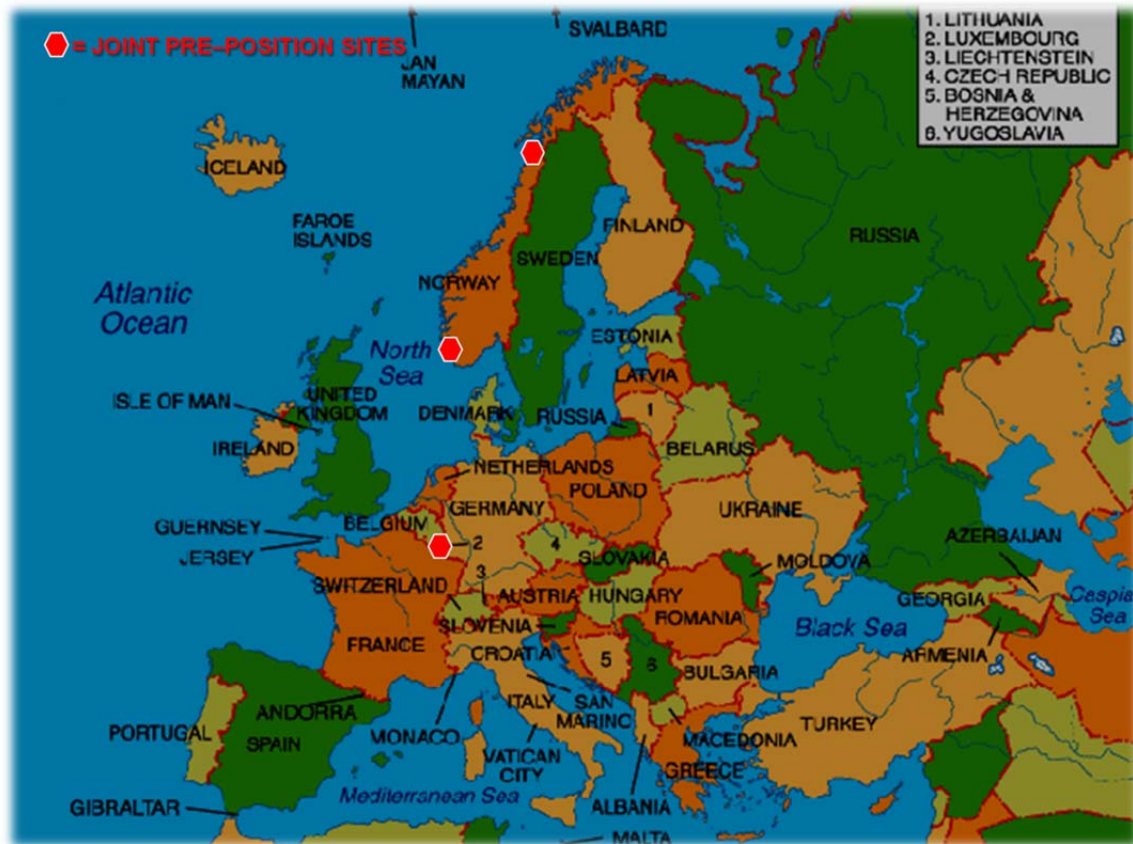 = JOINT PRE-POSITION SITES
JAN
MAYAN
SVALBARD
1. LITHUANIA
2. LUXEMBOURG
3. LIECHTENSTEIN
4. CZECH REPUBLIC
5. BOSNIA &
HERZEGOVINA
6. YUGOSLAVIA
ICELAND
FAROE
ISLANDS
FINLAND
RUSSIA
SWEDEN
NORWAY
Atlantic
Ocean
ESTONIA
North
Sea
LATVIA
ISLE OF MAN
UNITED
KINGDOM
DENMARK
RUSSIA
1
IRELAND
BELARUS
NETHERLANDS
GERMANY
POLAND
UKRAINE
GUERNSEY
JERSEY
BELGIUM
2
4
SLOVAKIA
AZERBAIJAN
MOLDOVA
SWITZERLAND
3
AUSTRIA
HUNGARY
GEORGIA
Caspia
Sea
SLOVENIA
ROMANIA
Black Sea
FRANCE
CROATIA
5
6
BULGARIA
ARMENIA
ITALY
SAN
MARINO
ANDORRA
PORTUGAL
SPAIN
MONACO
VATICAN
CITY
MACEDONIA
TURKEY
GREECE
GIBRALTAR
Mediterranean Sea
ALBANIA
MALTA